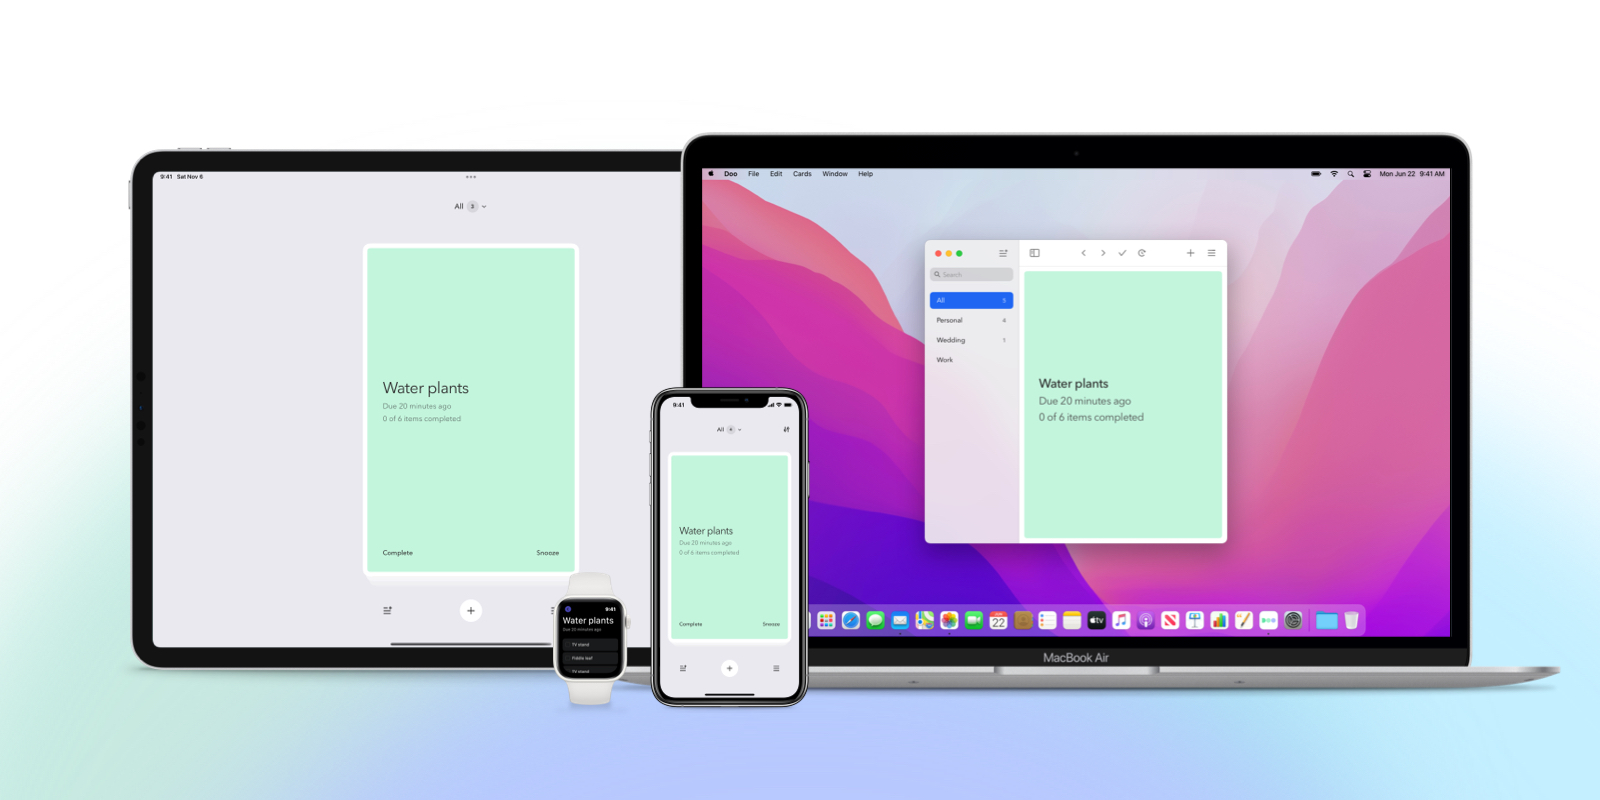 9:41 Sat Nov 6
All 3
Water plants
Due 20 minutes ago
0 of 6 items completed
Complete Snooze
9:41
Water plants
Due 20 minutes ago
TV stand
Fiddle leaf
TV stand
9:41
All 4
Water plants
Due 20 minutes ago
0 of 6 items completed
Complete Snooze
Doo File Edit Cards Window Help
Mon Jun 22 9:41 AM
Search
All 5
Personal 4
Wedding 1
Work
Water plants
Due 20 minutes ago
0 of 6 items completed
22
tv
MacBook Air